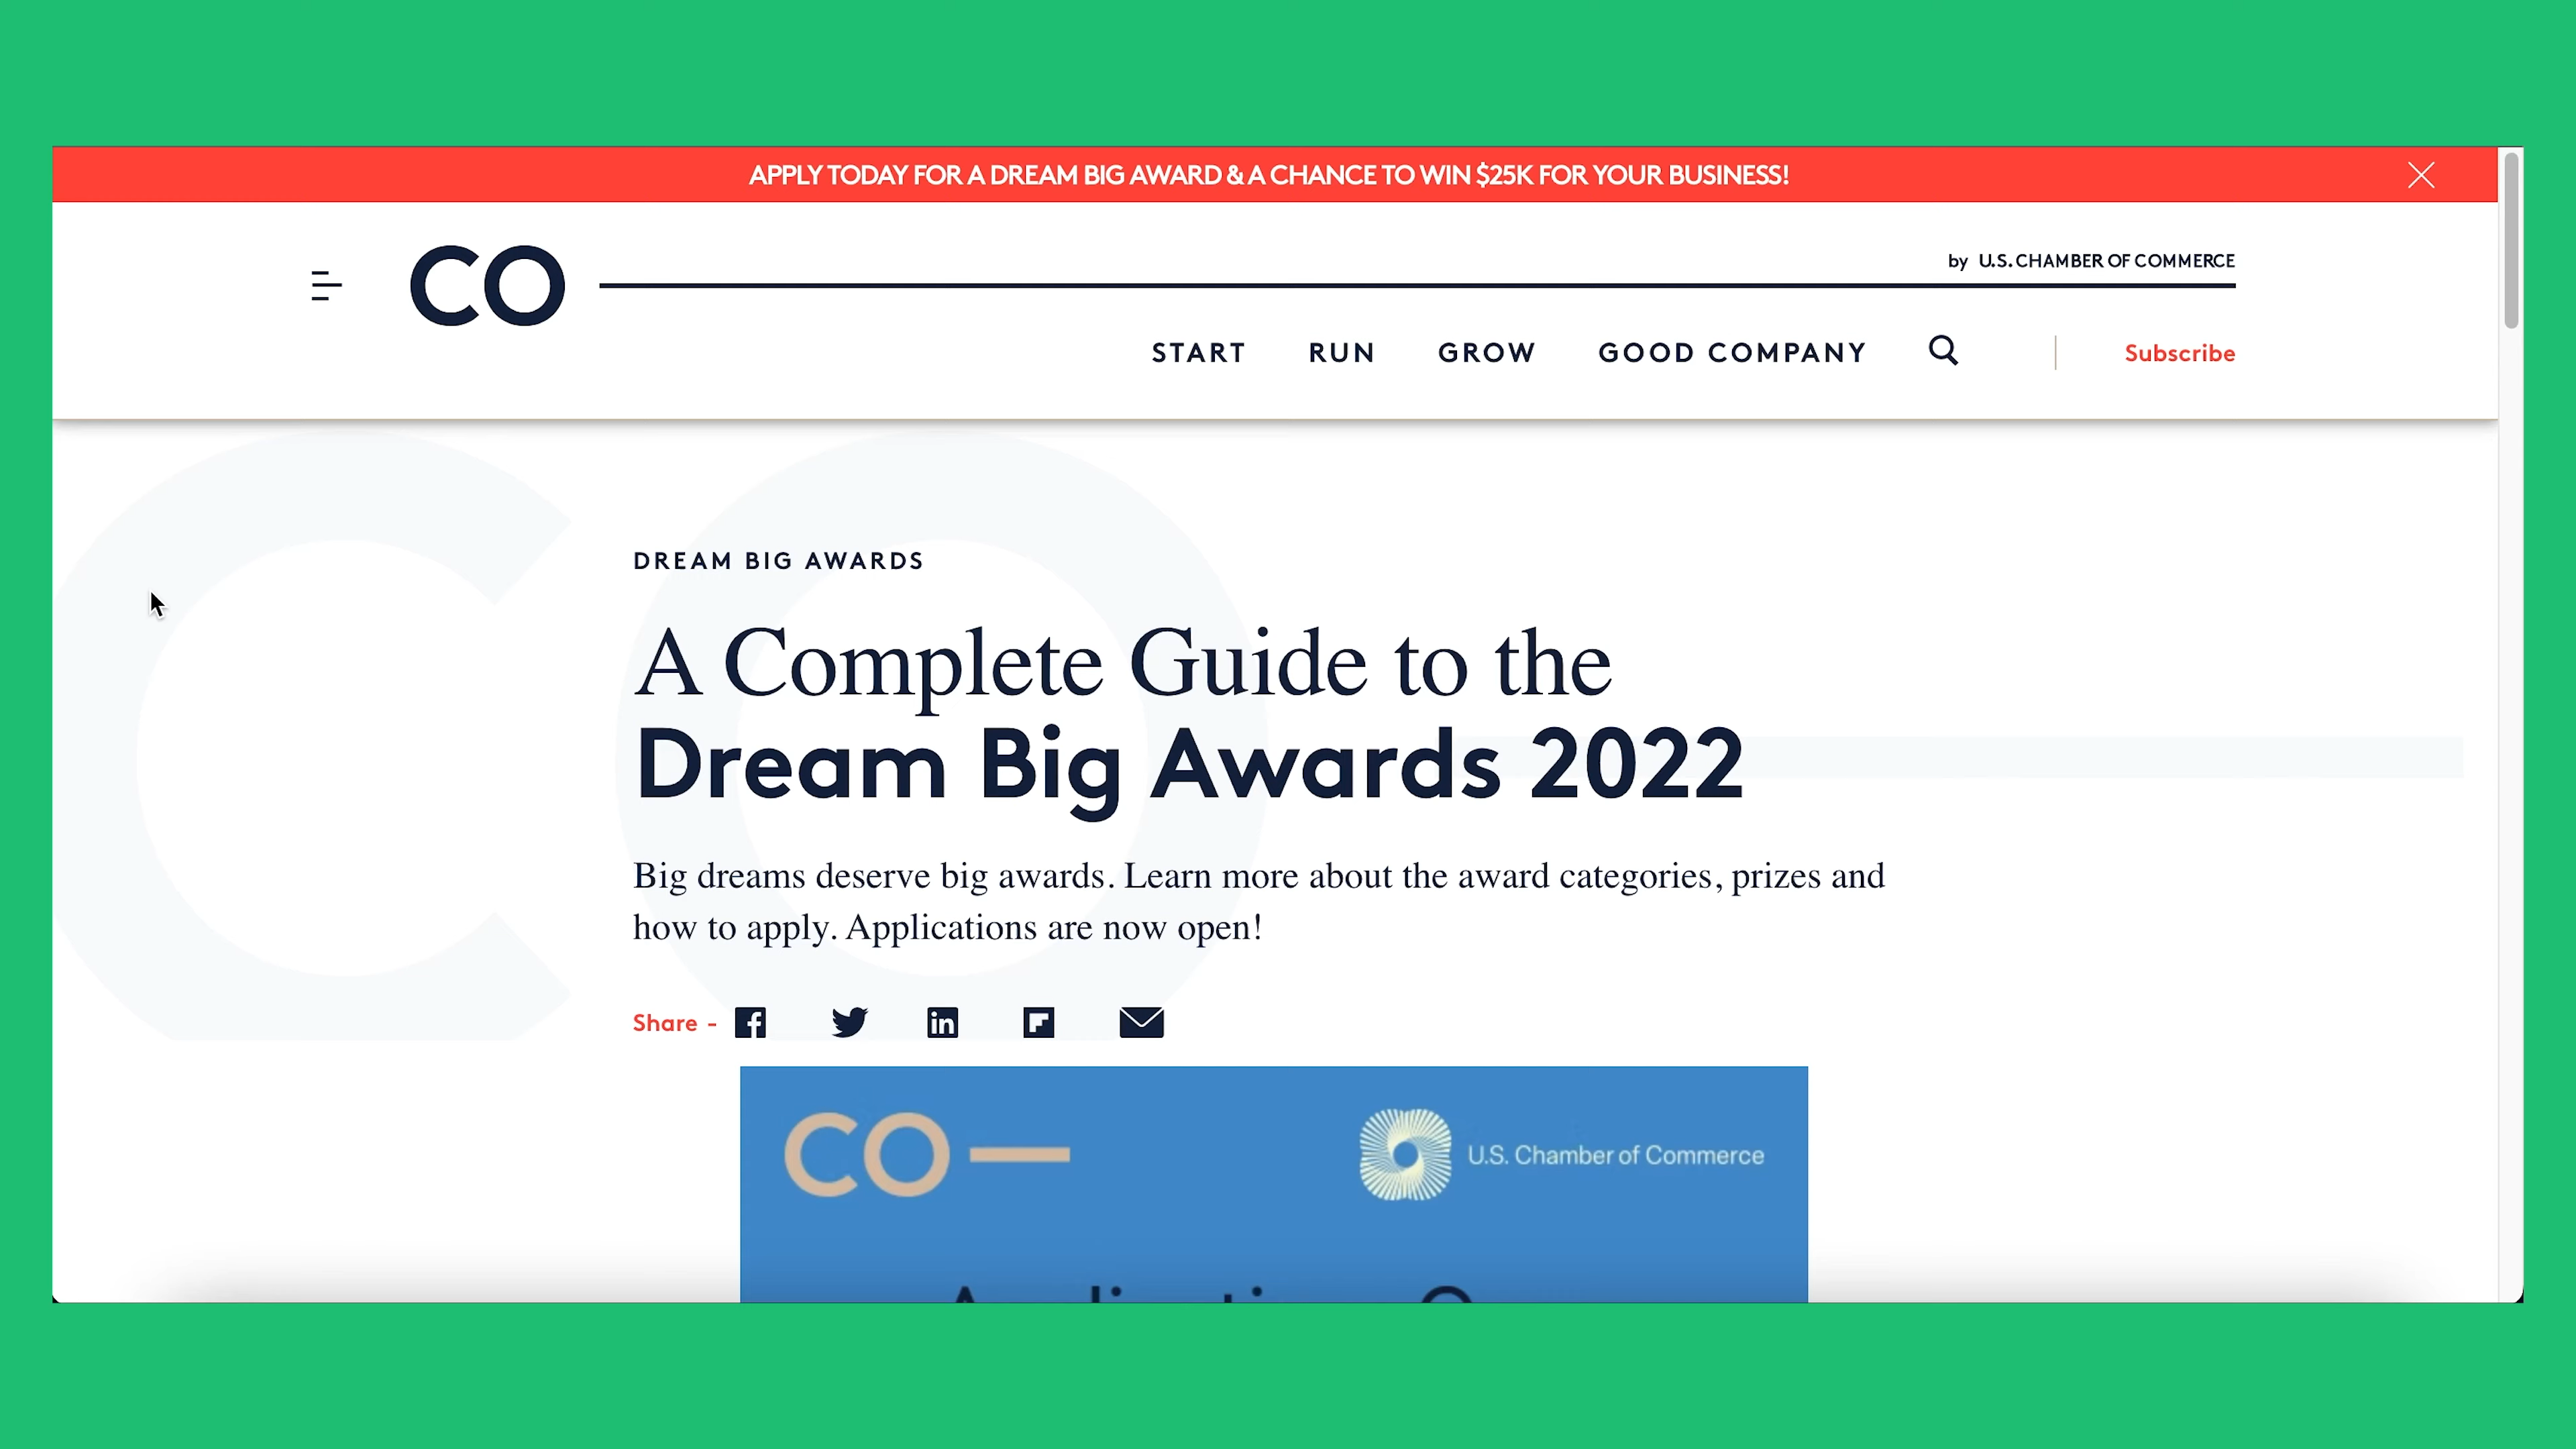 APPLY TODAY FOR A DREAM BIG AWARD & A CHANCE TO WIN $25K FOR YOUR BUSINESS!
CO
by U.S. CHAMBER OF COMMERCE
START RUN GROW GOOD COMPANY Subscribe
DREAM BIG AWARDS
A Complete Guide to the
Dream Big Awards 2022
Big dreams deserve big awards. Learn more about the award categories, prizes and
how to apply. Applications are now open!
Share -
CO— U.S. Chamber of Commerce